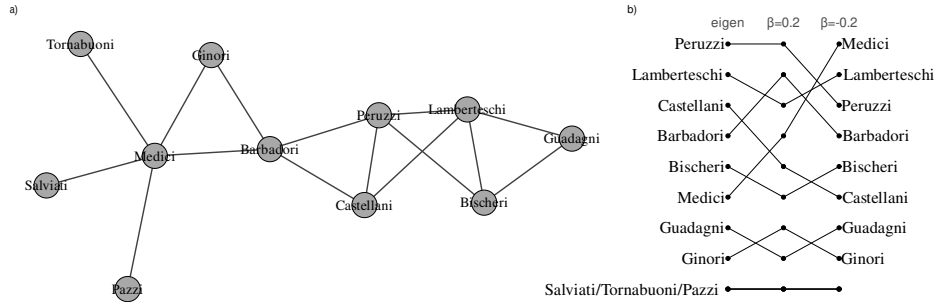 a)
Tornabuoni
Ginori
Peruzzi
Lamberteschi
Guadagni
Medici
Barbadori
Salviati
Castellani
Bischeri
Pazzi
b)
eigen β=0.2 β=-0.2
Peruzzi Medici
Lamberteschi Lamberteschi
Castellani Peruzzi
Barbadori Barbadori
Bischeri Bischeri
Medici Castellani
Guadagni Guadagni
Ginori Ginori
Salviati/Tornabuoni/Pazzi